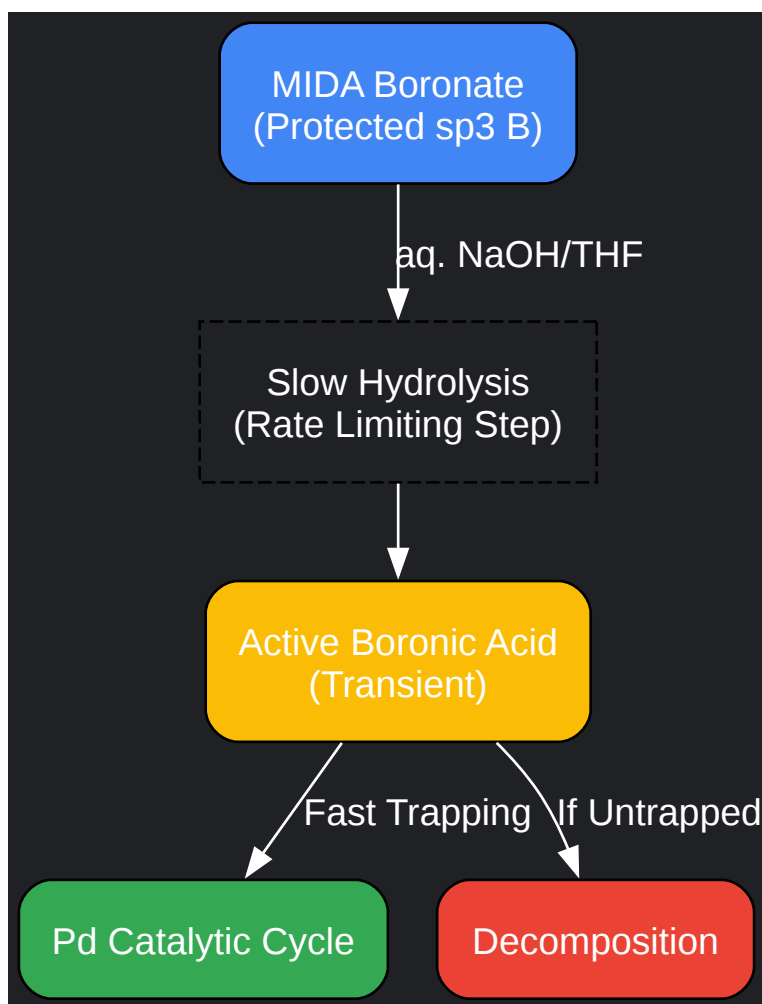 MIDA Boronate
(Protected sp3 B)
aq. NaOH/THF
Slow Hydrolysis
(Rate Limiting Step)
Active Boronic Acid
(Transient)
Fast Trapping
If Untrapped
Pd Catalytic Cycle
Decomposition